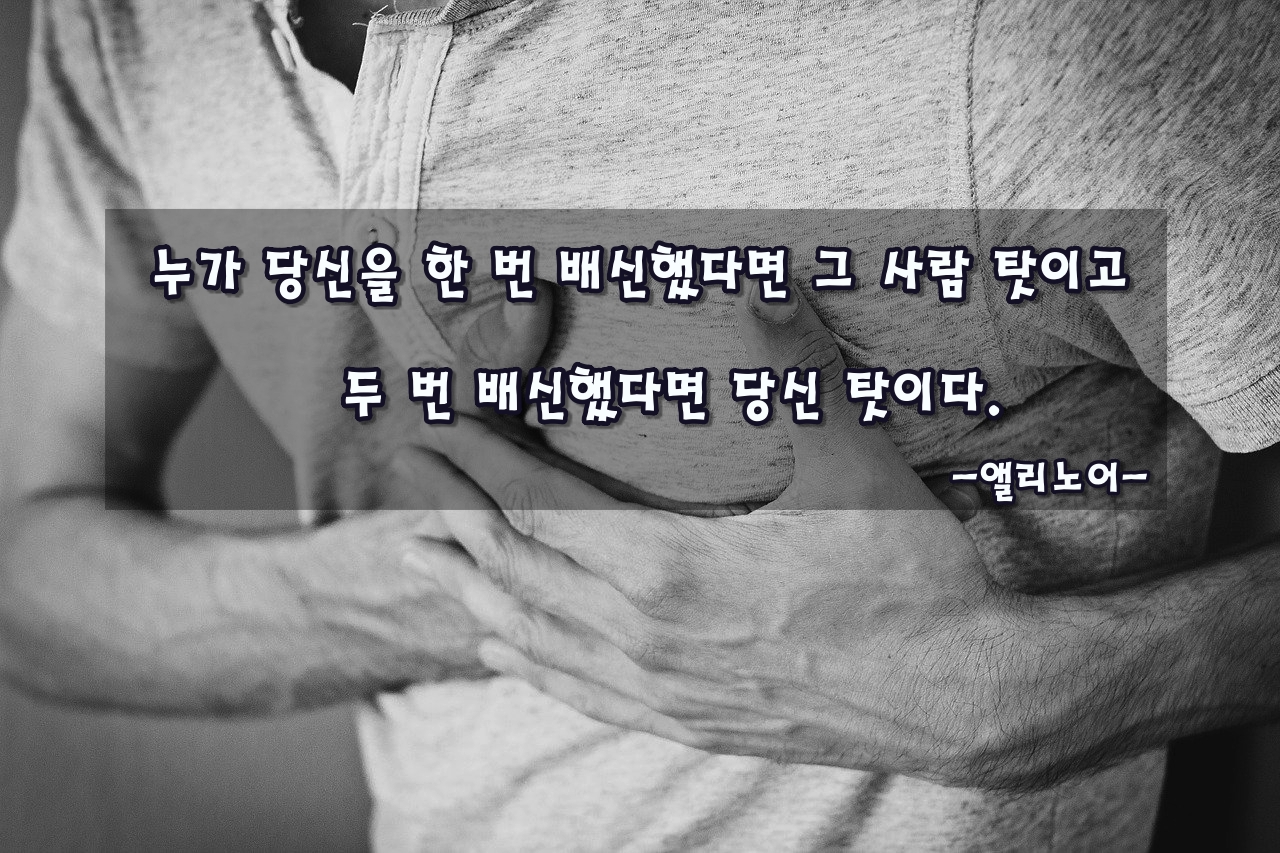 누가 당신을 한 번 배신했다면 그 사람 탓이고
두 번 배신했다면 당신 탓이다.
-앨리노어-